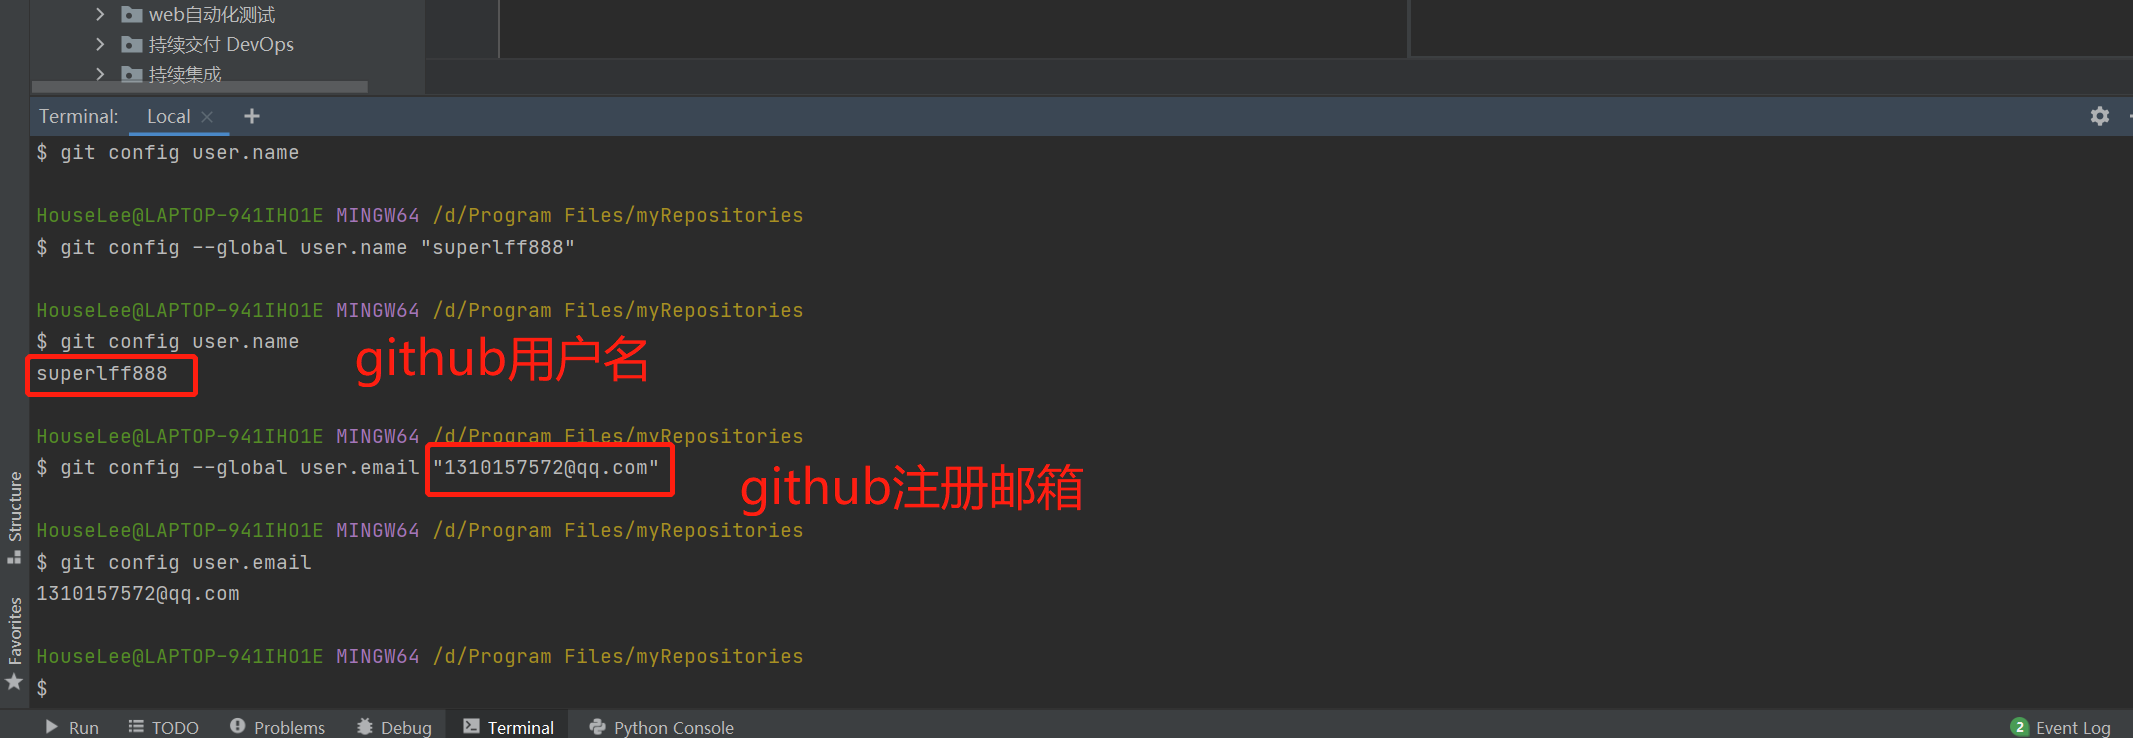 web自动化测试
持续交付 DevOps
持续集成
Terminal: Local
$ git config user.name
HouseLee@LAPTOP-941IHO1E MINGW64 /d/Program Files/myRepositories
$ git config --global user.name "superlff888"
HouseLee@LAPTOP-941IHO1E MINGW64 /d/Program Files/myRepositories
$ git config user.name
github用户名
superlff888
HouseLee@LAPTOP-941IHO1E MINGW64 /d/Program Files/myRepositories
$ git config --global user.email "1310157572@qq.com"
github注册邮箱
HouseLee@LAPTOP-941IHO1E MINGW64 /d/Program Files/myRepositories
$ git config user.email
1310157572@qq.com
HouseLee@LAPTOP-941IHO1E MINGW64 /d/Program Files/myRepositories
$
Structure
Favorites
Run TODO Problems Debug Terminal Python Console 2 Event Log